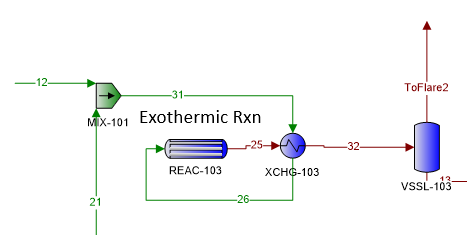 ToFlare2
12
31
MIX-101
Exothermic Rxn
25
32
REAC-103
XCHG-103
VSSL-103
13
26
21